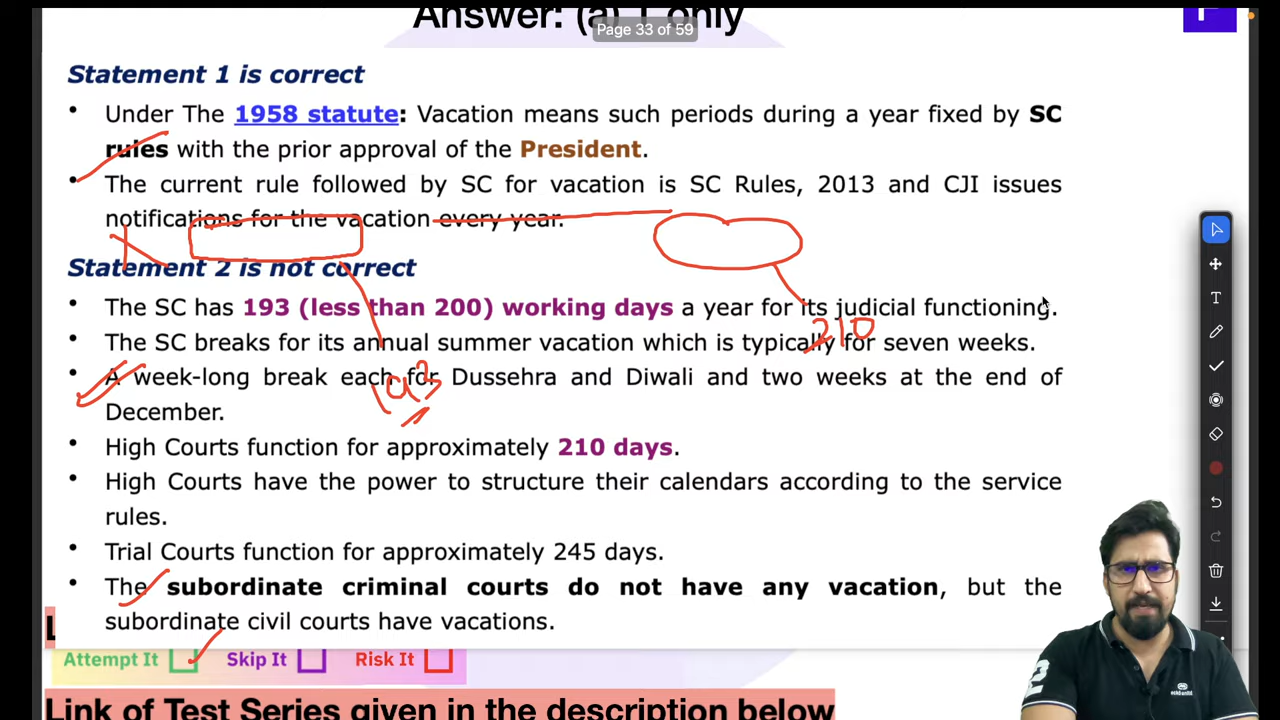 Answer: (a) 1 only
Page 33 of 59
Statement 1 is correct
• Under The 1958 statute: Vacation means such periods during a year fixed by SC
rules with the prior approval of the President.
• The current rule followed by SC for vacation is SC Rules, 2013 and CJI issues
notifications for the vacation every year.
Statement 2 is not correct
• The SC has 193 (less than 200) working days a year for its judicial functioning.
• The SC breaks for its annual summer vacation which is typically for seven weeks.
210
• A week-long break each for Dussehra and Diwali and two weeks at the end of
193
December.
• High Courts function for approximately 210 days.
• High Courts have the power to structure their calendars according to the service
rules.
• Trial Courts function for approximately 245 days.
• The subordinate criminal courts do not have any vacation, but the
subordinate civil courts have vacations.
Attempt It Skip It Risk It
Link of Test Series given in the description below